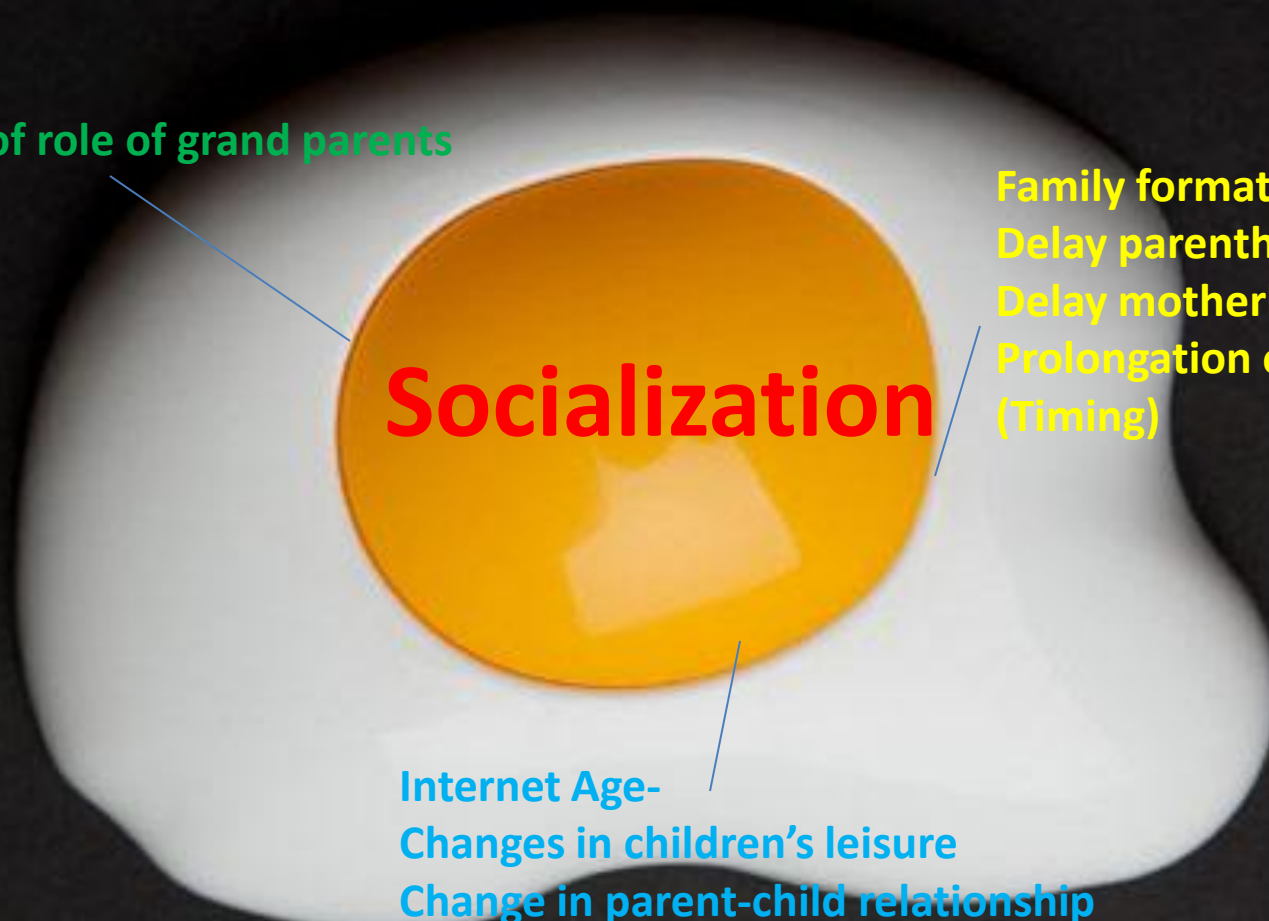 of role of grand parents
Family format
Delay parenth
Delay mother
Prolongation
(Timing)
Socialization
Internet Age-
Changes in children's leisure
Change in parent-child relationship